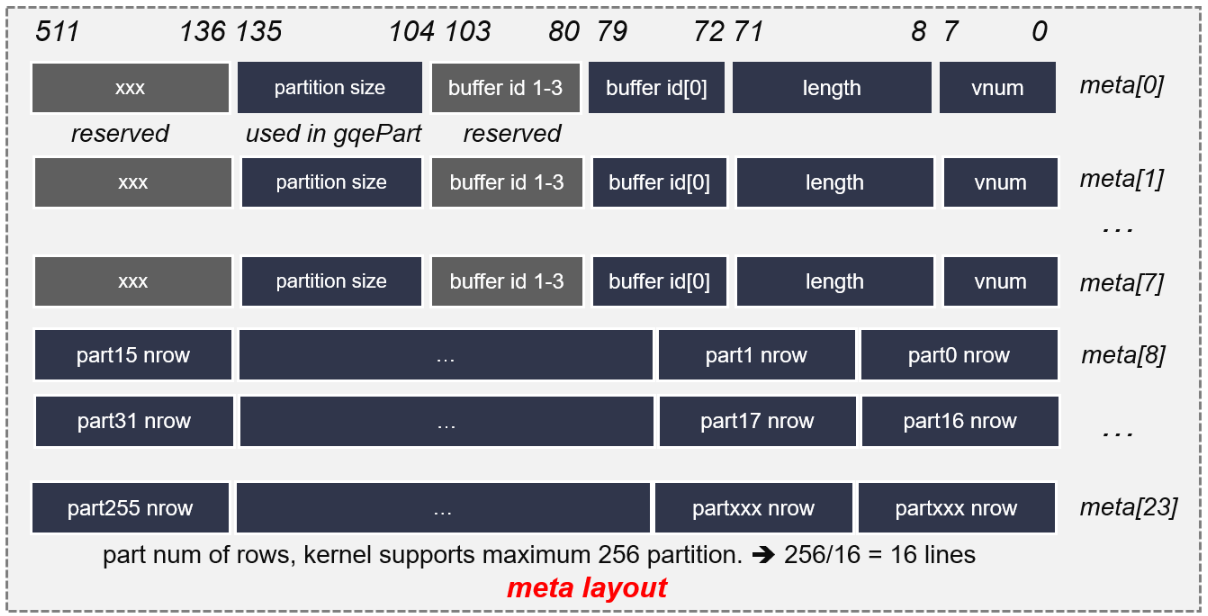 511 136 135 104 103 80 79 72 71 8 7 0
xxx partition size buffer id 1-3 buffer id[0] length vnum meta[0]
reserved used in gqePart reserved
xxx partition size buffer id 1-3 buffer id[0] length vnum meta[1]
...
xxx partition size buffer id 1-3 buffer id[0] length vnum meta[7]
part15 nrow ... part1 nrow part0 nrow meta[8]
part31 nrow ... part17 nrow part16 nrow ...
part255 nrow ... partxxx nrow partxxx nrow meta[23]
part num of rows, kernel supports maximum 256 partition. ➔ 256/16 = 16 lines
meta layout